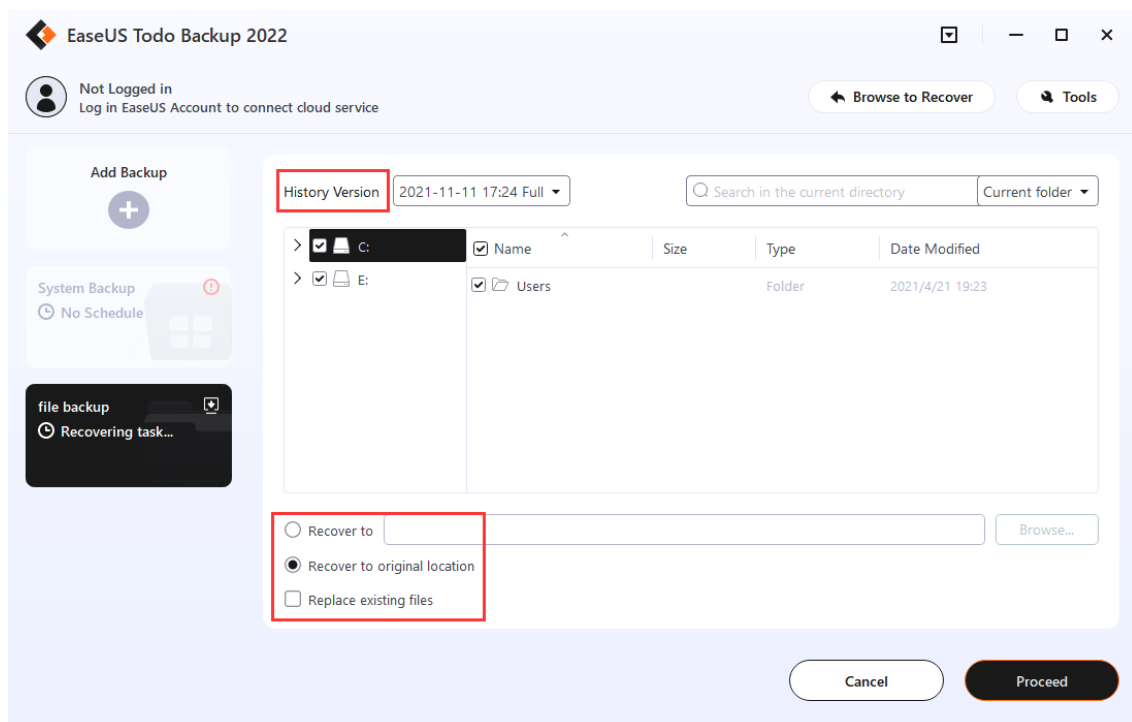 EaseUS Todo Backup 2022
Not Logged in
Log in EaseUS Account to connect cloud service
Browse to Recover
Tools
Add Backup
System Backup
No Schedule
file backup
Recovering task...
History Version
2021-11-11 17:24 Full
Search in the current directory
Current folder
C:
E:
Name
Size
Type
Date Modified
Users
Folder
2021/4/21 19:23
Recover to
Browse...
Recover to original location
Replace existing files
Cancel
Proceed